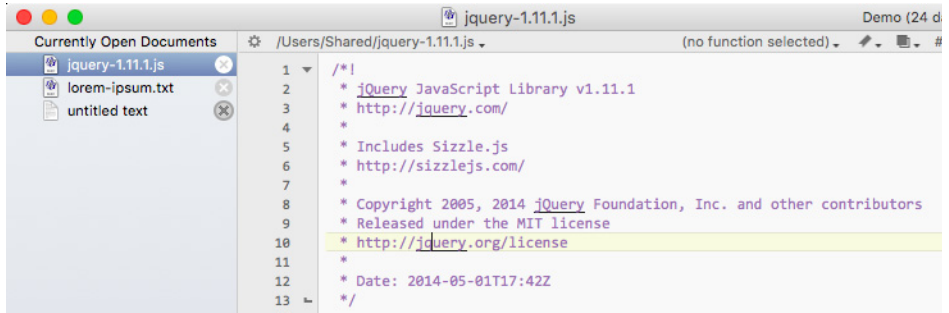 jquery-1.11.1.js
Demo (24 d
Currently Open Documents
/Users/Shared/jquery-1.11.1.js
(no function selected)
#
jquery-1.11.1.js
lorem-ipsum.txt
untitled text
1 /*!
2 * jQuery JavaScript Library v1.11.1
3 * http://jquery.com/
4 *
5 * Includes Sizzle.js
6 * http://sizzlejs.com/
7 *
8 * Copyright 2005, 2014 jQuery Foundation, Inc. and other contributors
9 * Released under the MIT license
10 * http://jquery.org/license
11 *
12 * Date: 2014-05-01T17:42Z
13 */